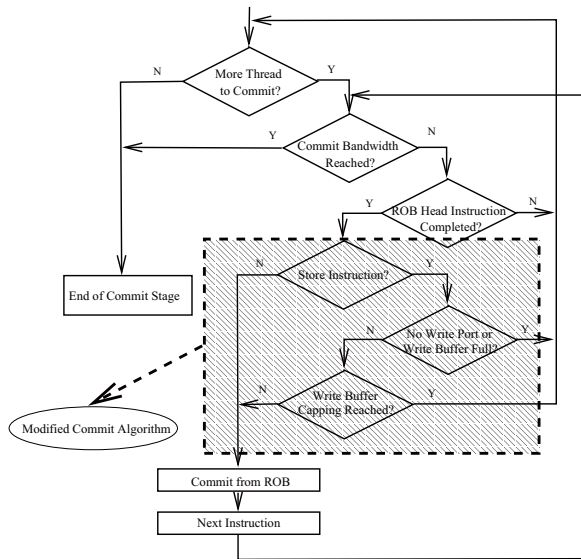 N
More Thread
to Commit?
Y
Y
Commit Bandwidth
Reached?
N
Y
ROB Head Instruction
Completed?
N
N
Store Instruction?
Y
End of Commit Stage
N
No Write Port or
Write Buffer Full?
Y
N
Write Buffer
Capping Reached?
Y
Modified Commit Algorithm
Commit from ROB
Next Instruction